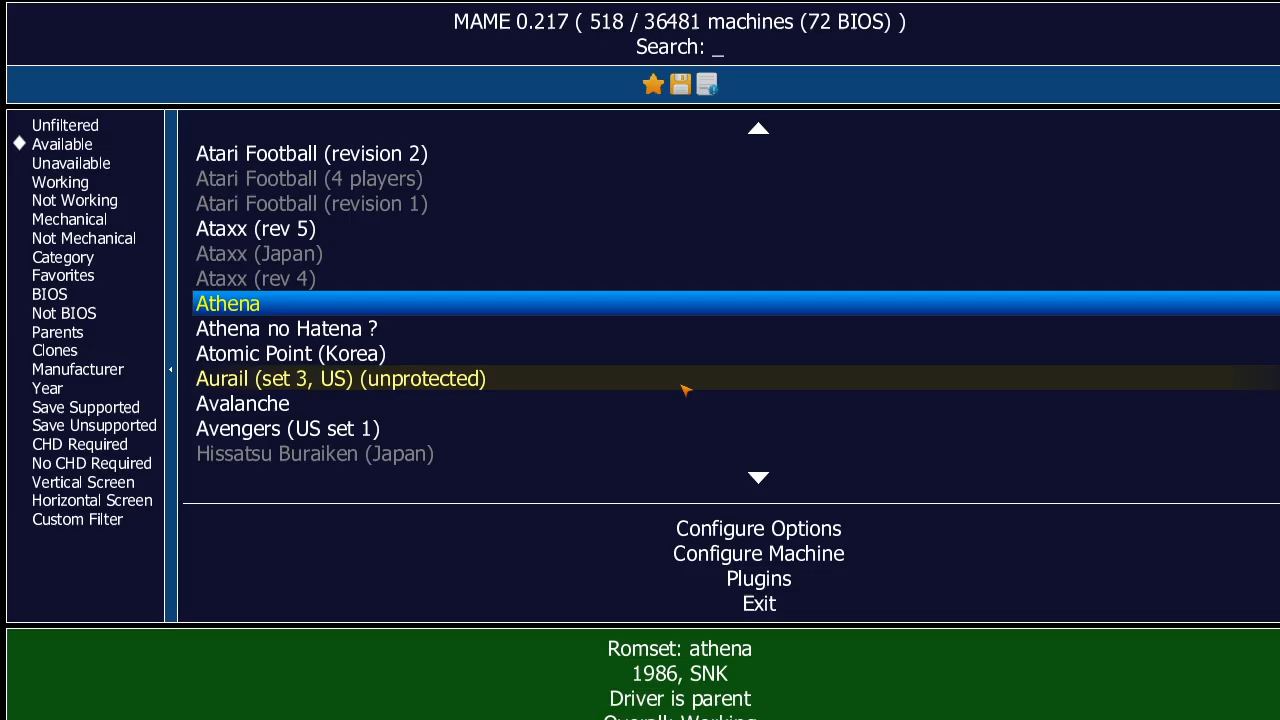 MAME 0.217 ( 518 / 36481 machines (72 BIOS) )
Search: _
Unfiltered
Available
Unavailable
Working
Not Working
Mechanical
Not Mechanical
Category
Favorites
BIOS
Not BIOS
Parents
Clones
Manufacturer
Year
Save Supported
Save Unsupported
CHD Required
No CHD Required
Vertical Screen
Horizontal Screen
Custom Filter
Atari Football (revision 2)
Atari Football (4 players)
Atari Football (revision 1)
Ataxx (rev 5)
Ataxx (Japan)
Ataxx (rev 4)
Athena
Athena no Hatena ?
Atomic Point (Korea)
Aurail (set 3, US) (unprotected)
Avalanche
Avengers (US set 1)
Hissatsu Buraiken (Japan)
Configure Options
Configure Machine
Plugins
Exit
Romset: athena
1986, SNK
Driver is parent
Overall: Working